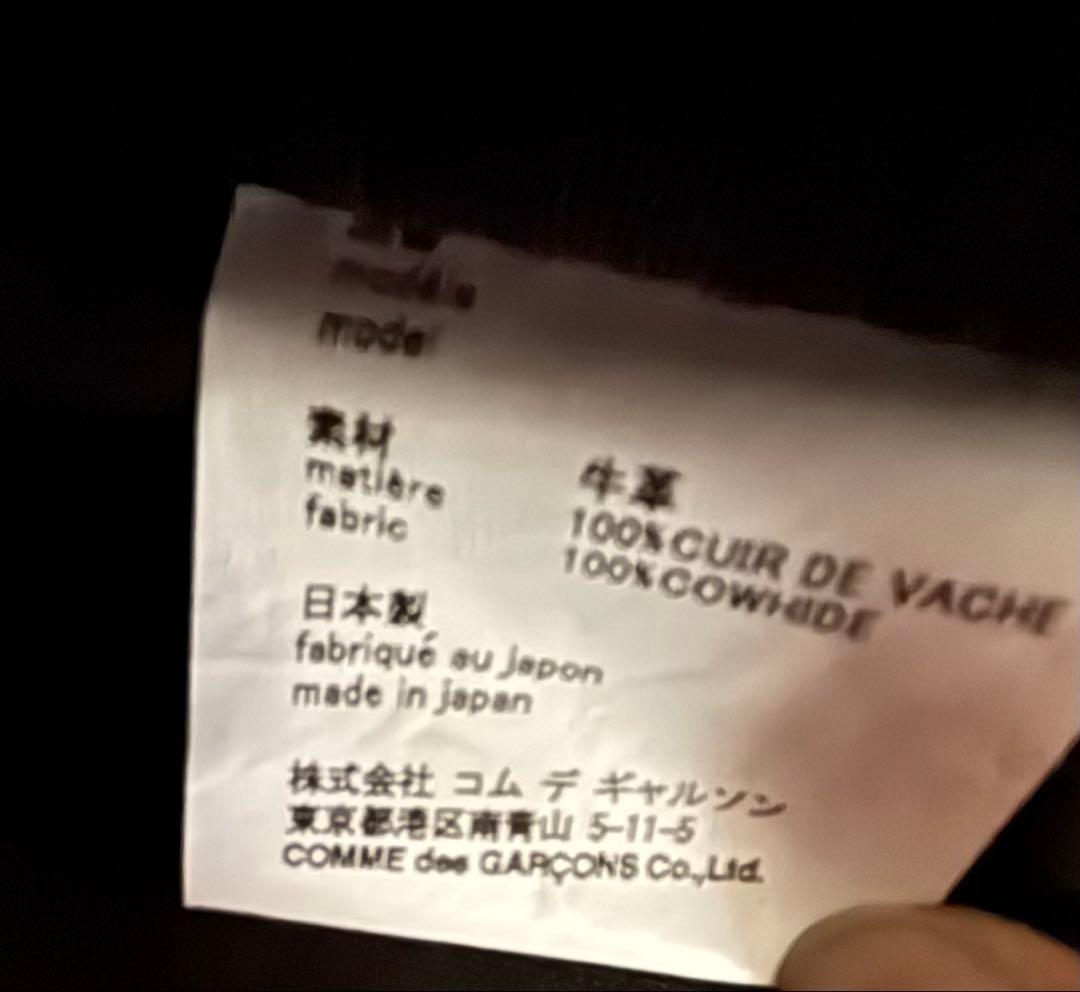 model
素材
matière
fabric
牛革
100%CUIR DE VACHE
100%COWHIDE
日本製
fabriqué au japon
made in japan
株式会社 コム デ ギャルソン
東京都港区南青山 5-11-5
COMME des GARÇONS Co.,Ltd.